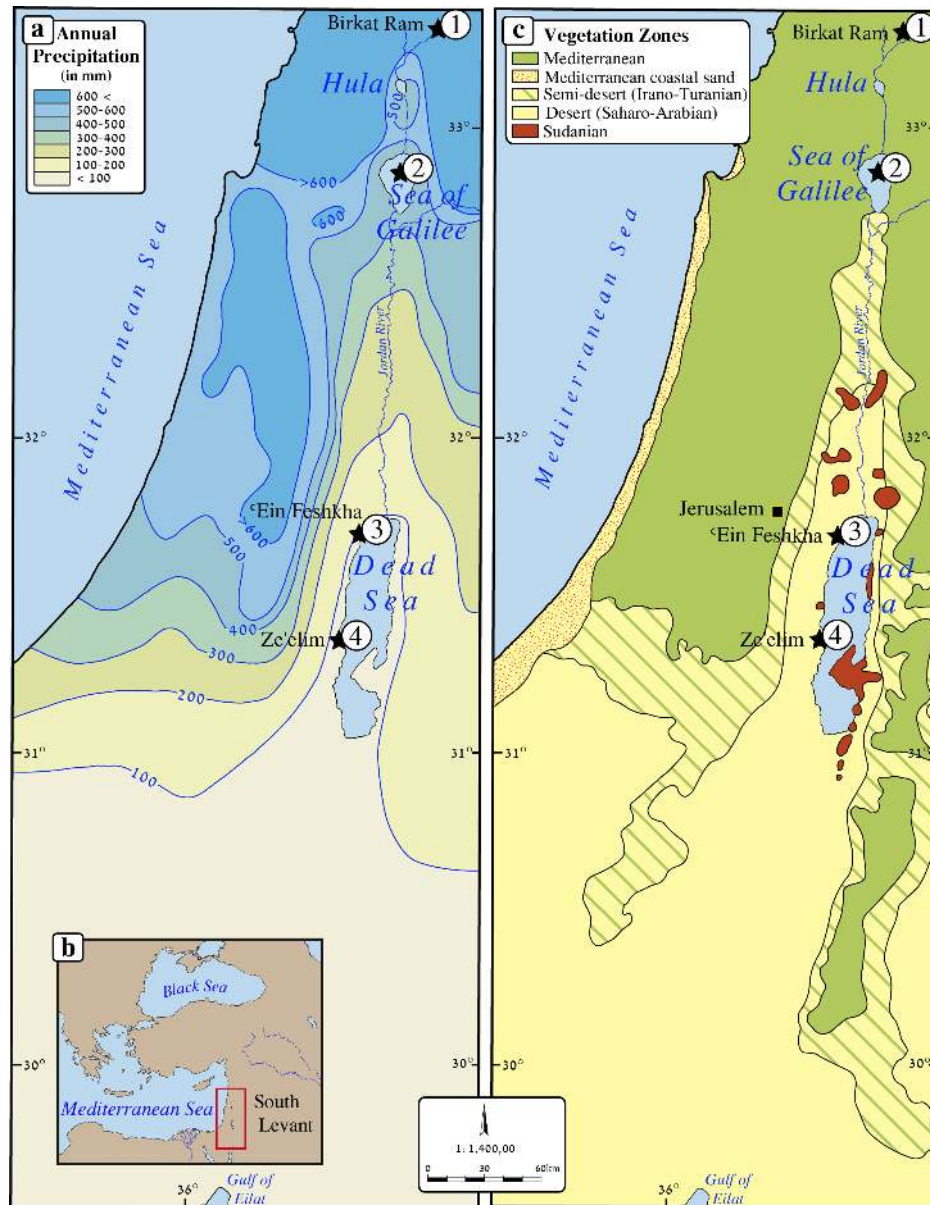 a
Annual
Precipitation
(in mm)
600 <
500-600
400-500
300-400
200-300
100-200
< 100
Birkat Ram
1
Hula
500
33°
2
>600
600
Sea of
Galilee
Mediterranean Sea
Jordan River
32°
ʿEin Feshkha
>600
3
500
Dead
Sea
400
Ze'elim
4
300
200
31°
100
b
Black Sea
Mediterranean Sea
South
Levant
30°
36°
Gulf of
Eilat
1: 1,400,00
0 30 60km
c
Vegetation Zones
Mediterranean
Mediterranean coastal sand
Semi-desert (Irano-Turanian)
Desert (Saharo-Arabian)
Sudanian
Birkat Ram
1
Hula
33°
Sea of
Galilee
2
Mediterranean Sea
Jordan River
32°
Jerusalem
ʿEin Feshkha
3
Dead
Sea
Ze'elim
4
31°
30°
36°
Gulf of
Eilat